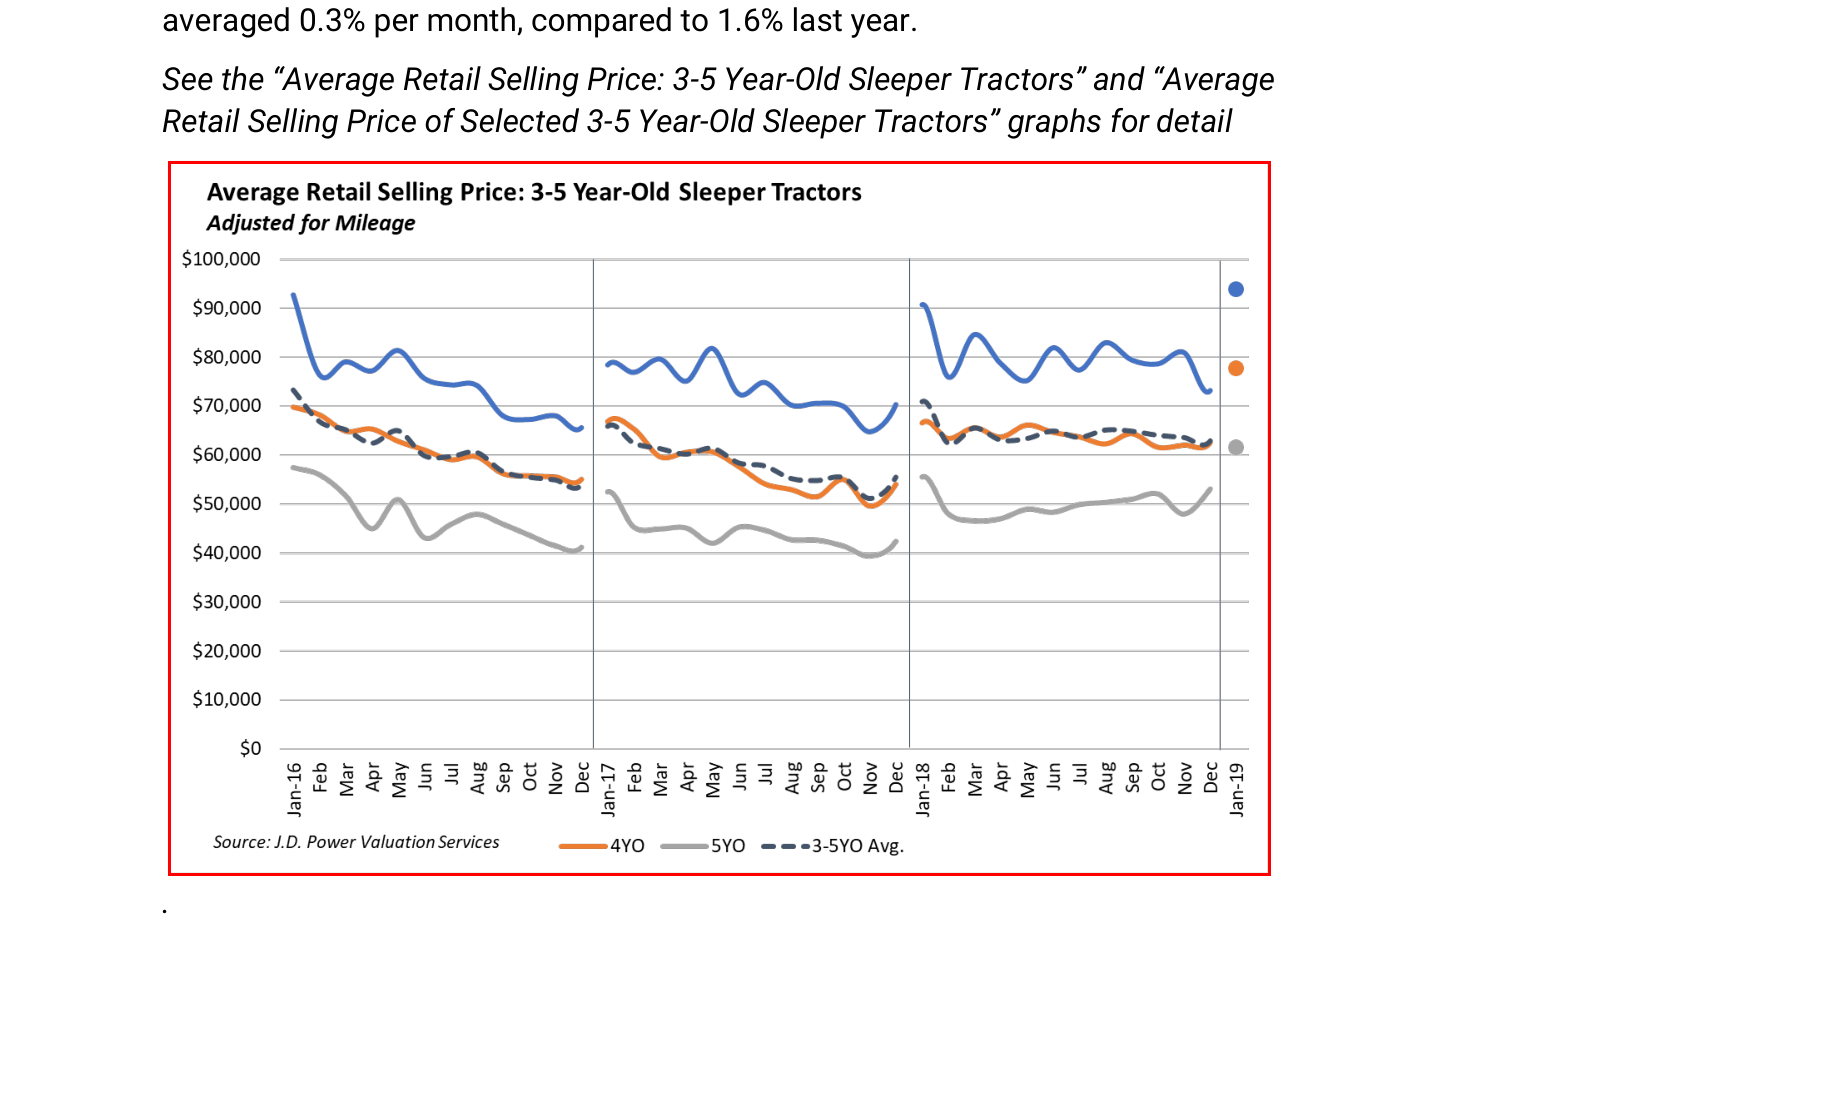 averaged 0.3% per month, compared to 1.6% last year.
See the “Average Retail Selling Price: 3-5 Year-Old Sleeper Tractors” and “Average
Retail Selling Price of Selected 3-5 Year-Old Sleeper Tractors” graphs for detail
Average Retail Selling Price: 3-5 Year-Old Sleeper Tractors
Adjusted for Mileage
$100,000
$90,000
$80,000
$70,000
$60,000
$50,000
$40,000
$30,000
$20,000
$10,000
$0
Jan-16 Feb Mar Apr May Jun Jul Aug Sep Oct Nov Dec Jan-17 Feb Mar Apr May Jun Jul Aug Sep Oct Nov Dec Jan-18 Feb Mar Apr May Jun Jul Aug Sep Oct Nov Dec Jan-19
Source: J.D. Power Valuation Services 4YO 5YO 3-5YO Avg.
.